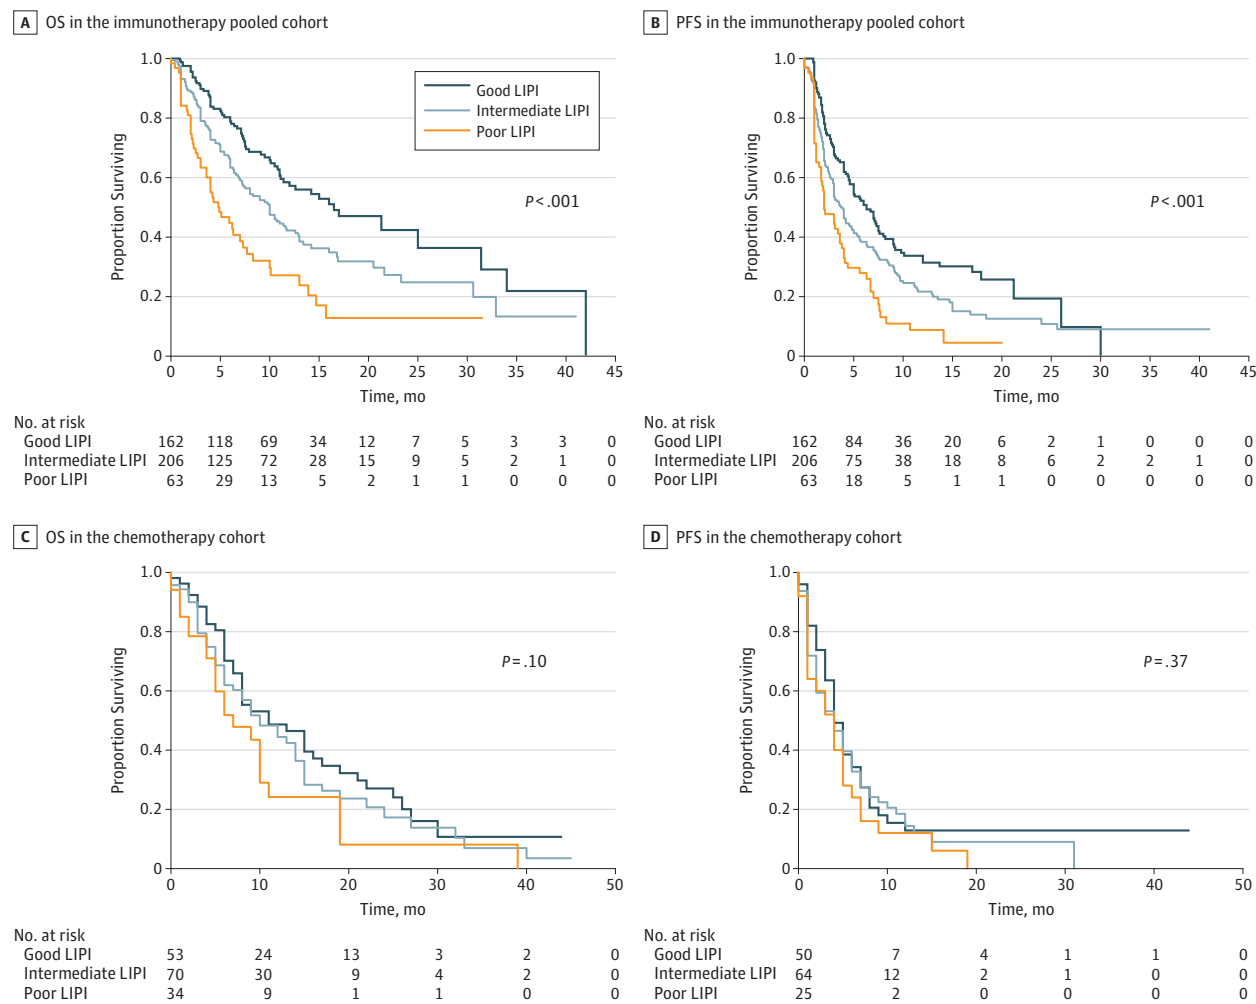 A OS in the immunotherapy pooled cohort
1.0
0.8
0.6
0.4
0.2
0
Proportion Surviving
Good LIPI
Intermediate LIPI
Poor LIPI
P < .001
0 5 10 15 20 25 30 35 40 45
Time, mo
No. at risk
Good LIPI 162 118 69 34 12 7 5 3 3 0
Intermediate LIPI 206 125 72 28 15 9 5 2 1 0
Poor LIPI 63 29 13 5 2 1 1 0 0 0
B PFS in the immunotherapy pooled cohort
1.0
0.8
0.6
0.4
0.2
0
Proportion Surviving
P < .001
0 5 10 15 20 25 30 35 40 45
Time, mo
No. at risk
Good LIPI 162 84 36 20 6 2 1 0 0 0
Intermediate LIPI 206 75 38 18 8 6 2 2 1 0
Poor LIPI 63 18 5 1 1 0 0 0 0 0
C OS in the chemotherapy cohort
1.0
0.8
0.6
0.4
0.2
0
Proportion Surviving
P = .10
0 10 20 30 40 50
Time, mo
No. at risk
Good LIPI 53 24 13 3 2 0
Intermediate LIPI 70 30 9 4 2 0
Poor LIPI 34 9 1 1 0 0
D PFS in the chemotherapy cohort
1.0
0.8
0.6
0.4
0.2
0
Proportion Surviving
P = .37
0 10 20 30 40 50
Time, mo
No. at risk
Good LIPI 50 7 4 1 1 0
Intermediate LIPI 64 12 2 1 0 0
Poor LIPI 25 2 0 0 0 0